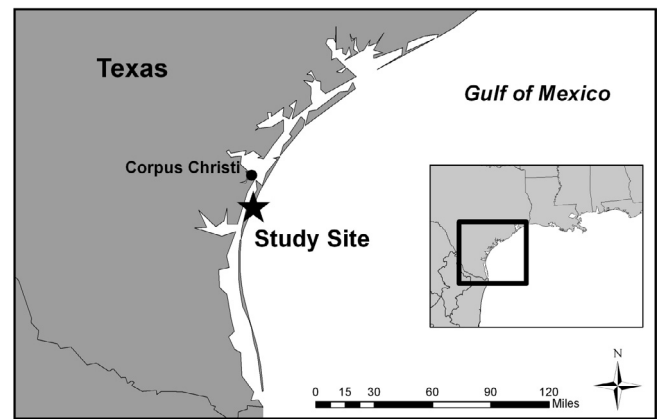 Texas
Gulf of Mexico
Corpus Christi
Study Site
N
0 15 30 60 90 120
Miles